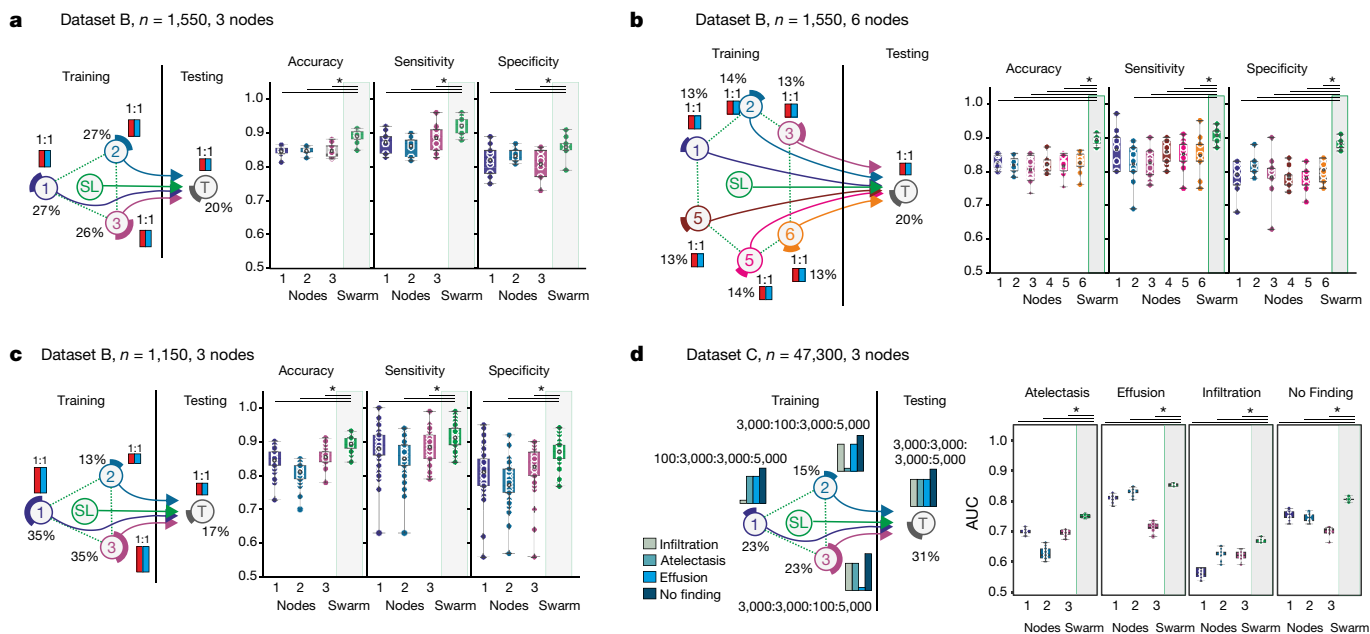 a Dataset B, n = 1,550, 3 nodes
Training Testing
1:1
27%
2
1:1
1
27%
SL
3
26%
1:1
1:1
T
20%
Accuracy Sensitivity Specificity
* * *
1.0
0.9
0.8
0.7
0.6
0.5
1 2 3 1 2 3 1 2 3
Nodes Swarm Nodes Swarm Nodes Swarm
b Dataset B, n = 1,550, 6 nodes
Training Testing
14%
1:1
2
13%
1:1
3
13%
1:1
1
SL
5
1:1
13%
5
1:1
14%
6
1:1
13%
1:1
T
20%
Accuracy Sensitivity Specificity
* * *
1.0
0.9
0.8
0.7
0.6
0.5
1 2 3 4 5 6 1 2 3 4 5 6 1 2 3 4 5 6
Nodes Swarm Nodes Swarm Nodes Swarm
c Dataset B, n = 1,150, 3 nodes
Training Testing
1:1
1
35%
13%
2
1:1
SL
35%
3
1:1
1:1
T
17%
Accuracy Sensitivity Specificity
* * *
1.0
0.9
0.8
0.7
0.6
0.5
1 2 3 1 2 3 1 2 3
Nodes Swarm Nodes Swarm Nodes Swarm
d Dataset C, n = 47,300, 3 nodes
Training Testing
3,000:100:3,000:5,000
100:3,000:3,000:5,000
3,000:3,000:
3,000:5,000
15%
2
1
23%
SL
23%
3
T
31%
3,000:3,000:100:5,000
Infiltration
Atelectasis
Effusion
No finding
Atelectasis Effusion Infiltration No Finding
* * * *
AUC
1.0
0.9
0.8
0.7
0.6
0.5
1 2 3 1 2 3 1 2 3 1 2 3
Nodes Swarm Nodes Swarm Nodes Swarm Nodes Swarm